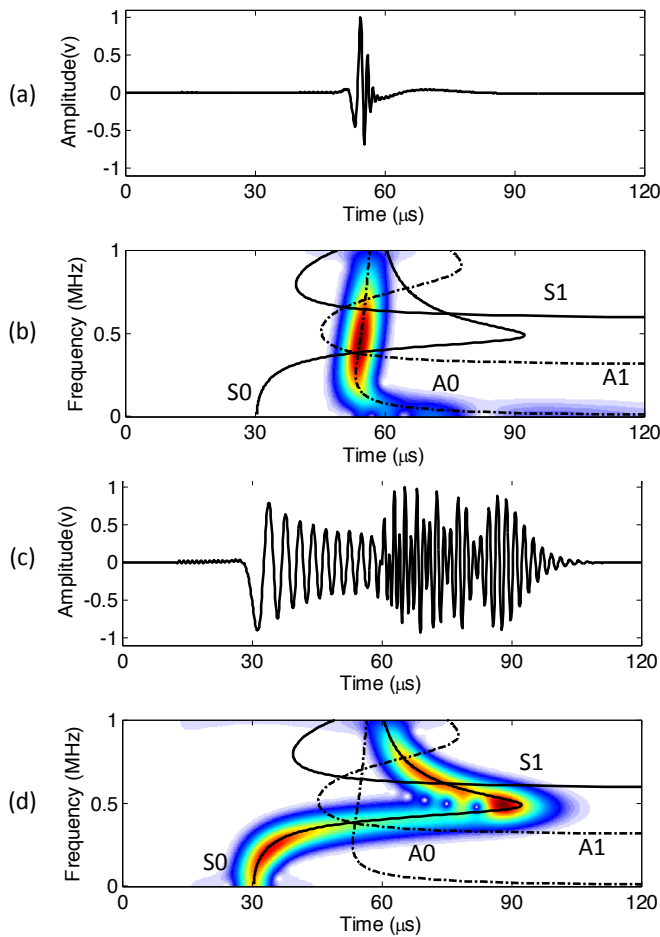 (a)
Amplitude(v)
1
0.5
0
-0.5
-1
0 30 60 90 120
Time (μs)
(b)
Frequency (MHz)
1
0.5
0
S0
A0
S1
A1
0 30 60 90 120
Time (μs)
(c)
Amplitude(v)
1
0.5
0
-0.5
-1
0 30 60 90 120
Time (μs)
(d)
Frequency (MHz)
1
0.5
0
S0
A0
S1
A1
0 30 60 90 120
Time (μs)